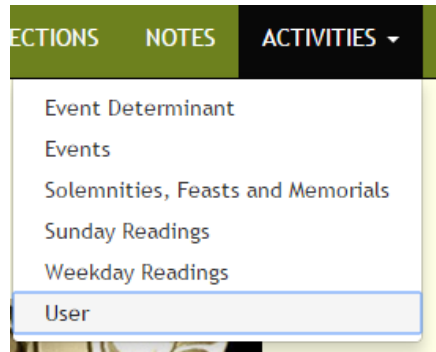 ECTIONS NOTES ACTIVITIES
Event Determinant
Events
Solemnities, Feasts and Memorials
Sunday Readings
Weekday Readings
User